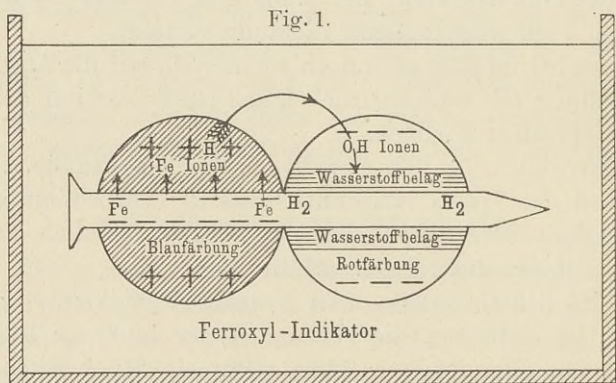 Fig. 1.
H
OH Ionen
Fe Ionen
Wasserstoffbelag
Fe
Fe
H2
H2
Wasserstoffbelag
Blaufärbung
Rotfärbung
Ferroxyl-Indikator